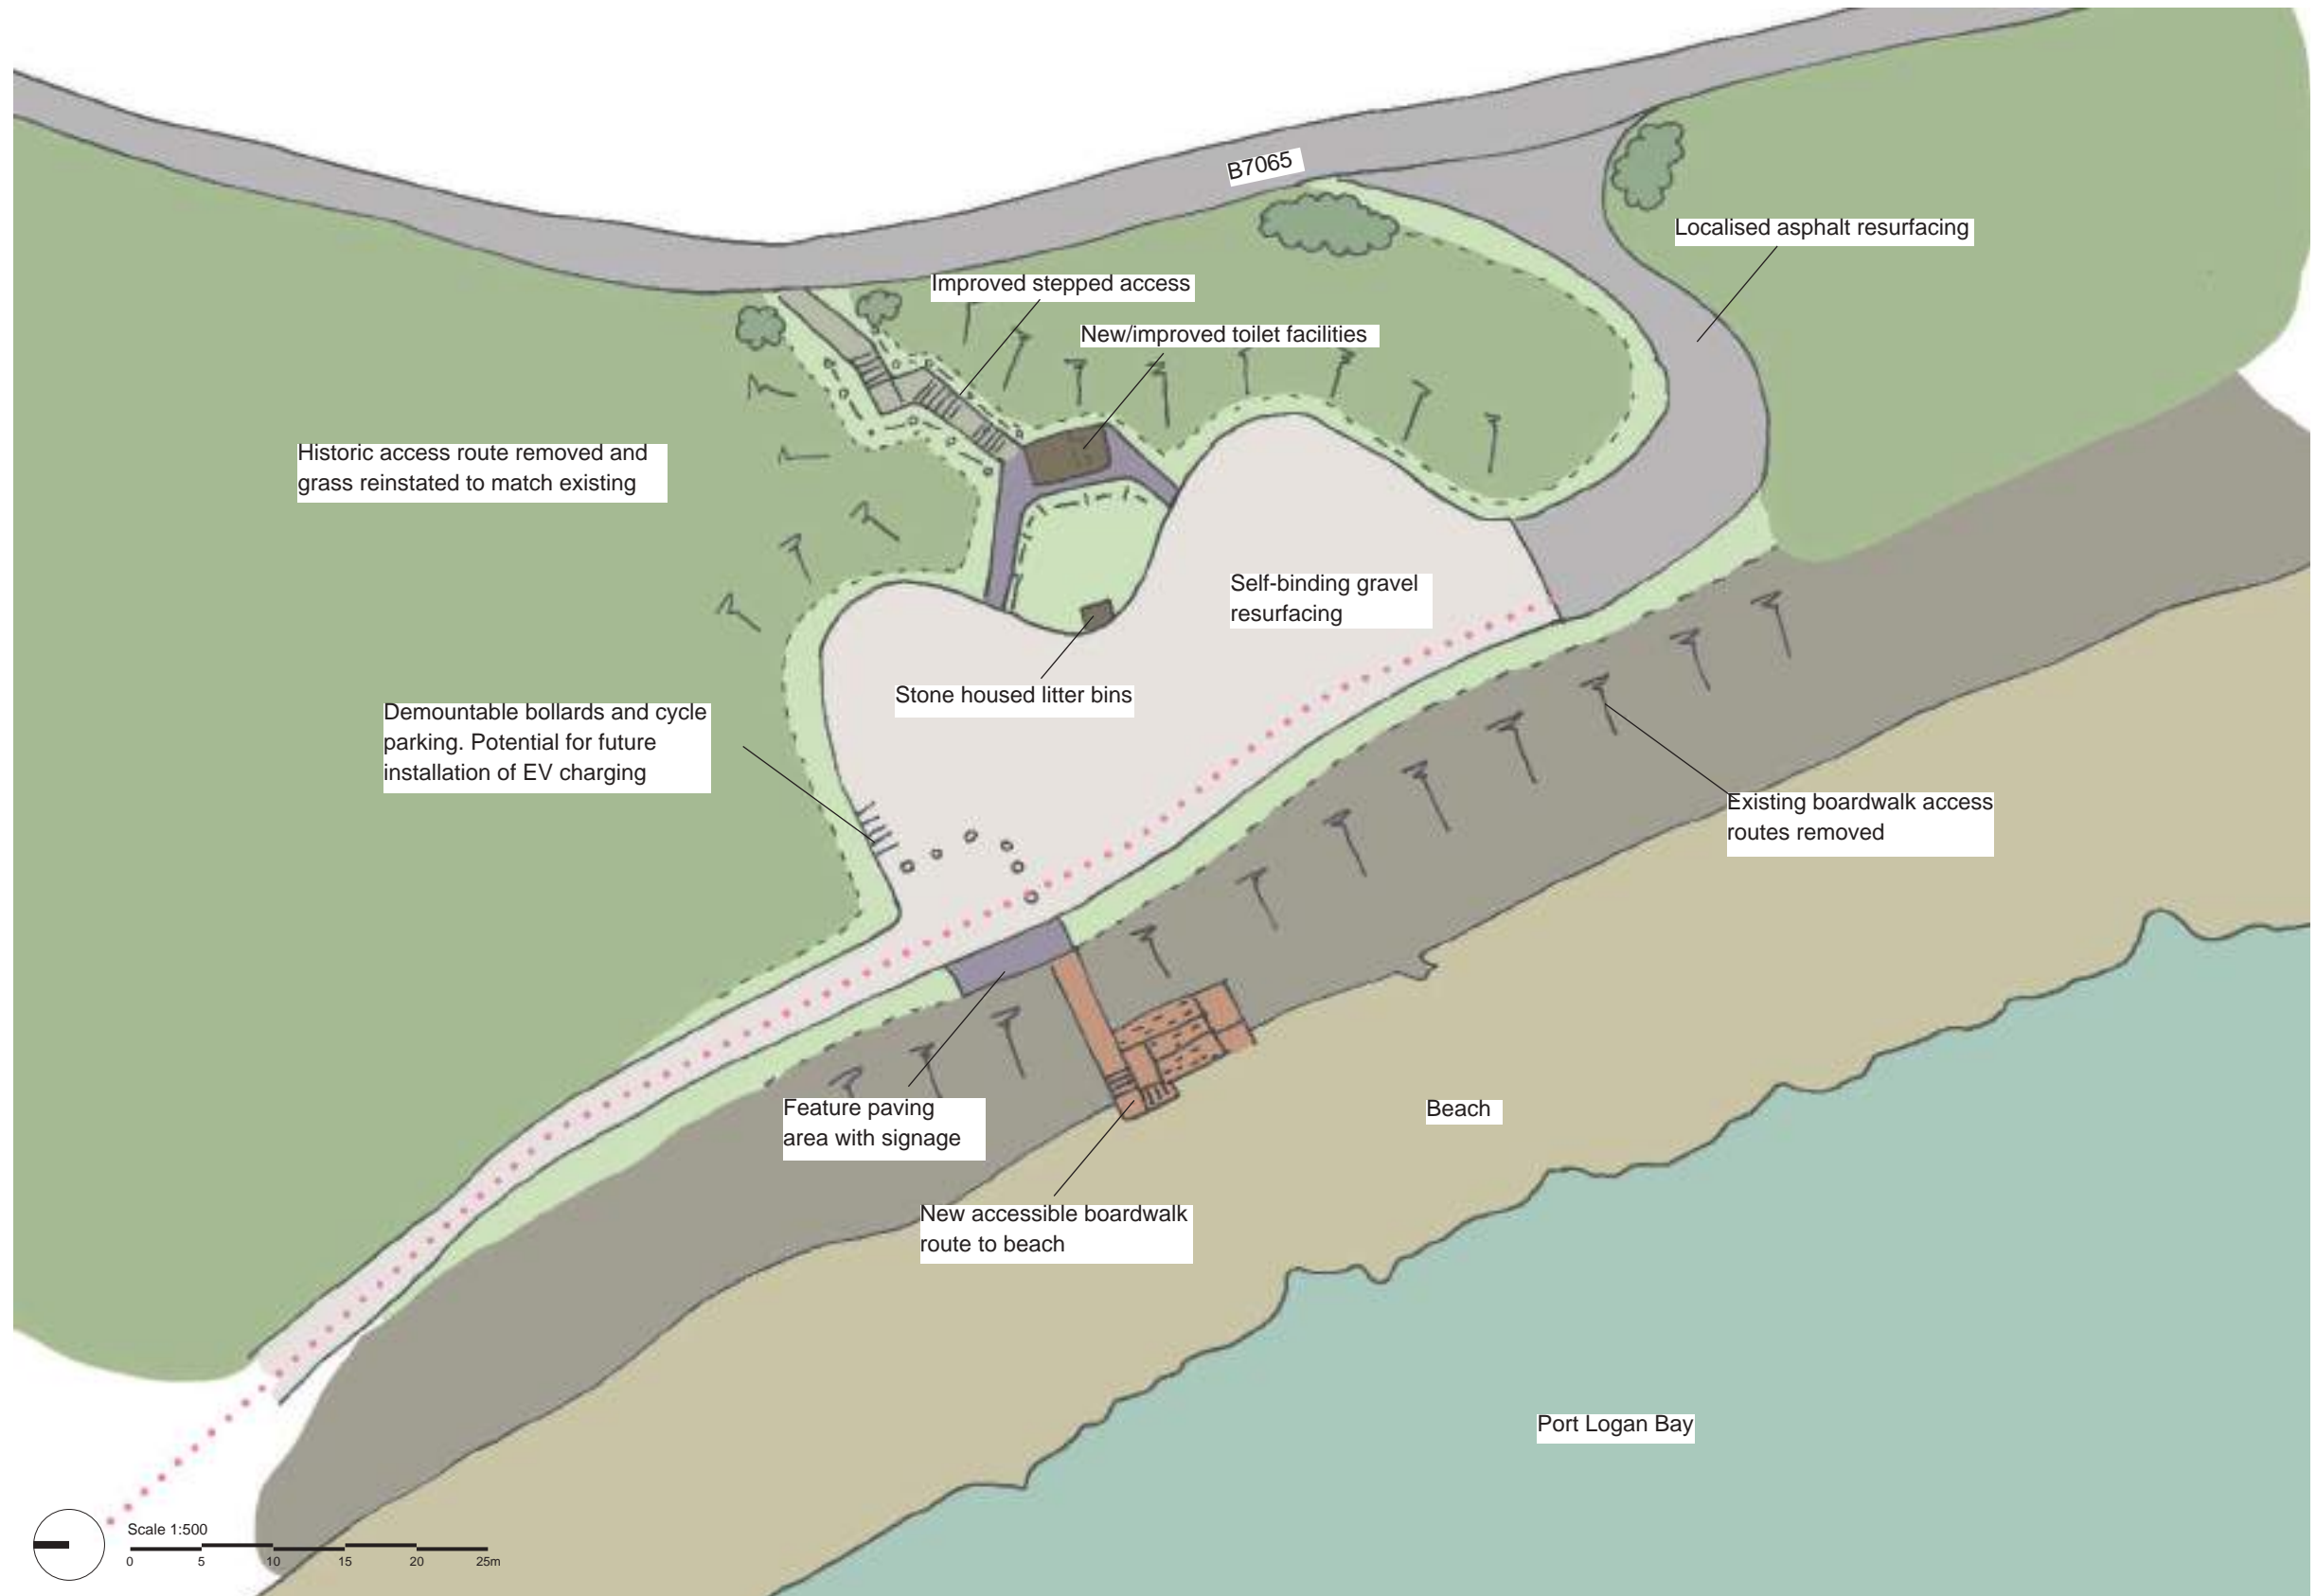 B7065
Localised asphalt resurfacing
Improved stepped access
New/improved toilet facilities
Historic access route removed and
grass reinstated to match existing
Self-binding gravel
resurfacing
Stone housed litter bins
Demountable bollards and cycle
parking. Potential for future
installation of EV charging
Existing boardwalk access
routes removed
Feature paving
area with signage
Beach
New accessible boardwalk
route to beach
Port Logan Bay
Scale 1:500
0 5 10 15 20 25m